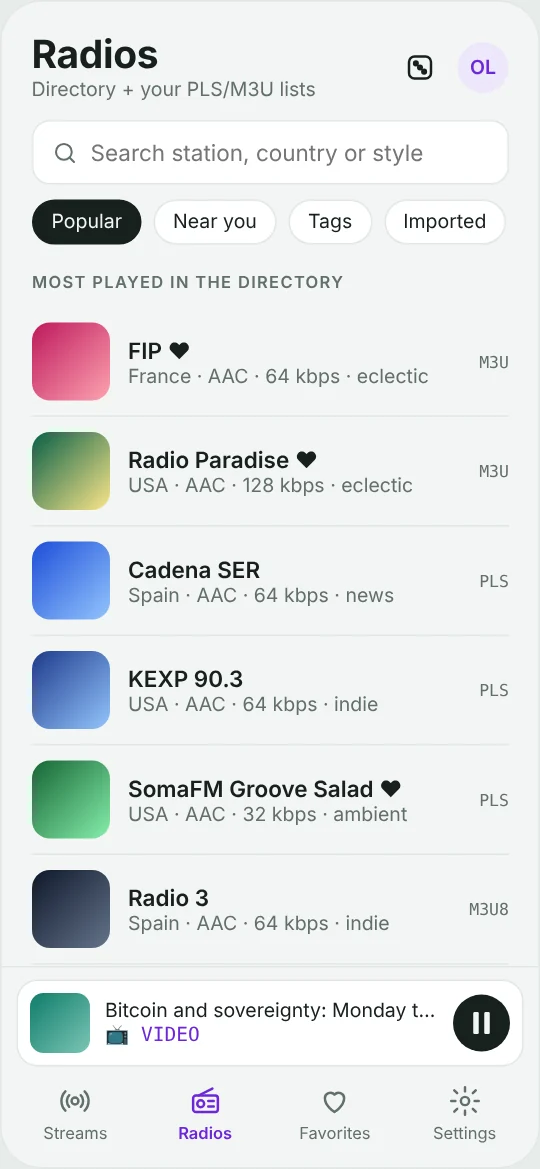 Radios
Directory + your PLS/M3U lists
OL
Search station, country or style
Popular
Near you
Tags
Imported
MOST PLAYED IN THE DIRECTORY
FIP ♥
France · AAC · 64 kbps · eclectic
M3U
Radio Paradise ♥
USA · AAC · 128 kbps · eclectic
M3U
Cadena SER
Spain · AAC · 64 kbps · news
PLS
KEXP 90.3
USA · AAC · 64 kbps · indie
PLS
SomaFM Groove Salad ♥
USA · AAC · 32 kbps · ambient
PLS
Radio 3
Spain · AAC · 64 kbps · indie
M3U8
Bitcoin and sovereignty: Monday t...
📺 VIDEO
Streams
Radios
Favorites
Settings